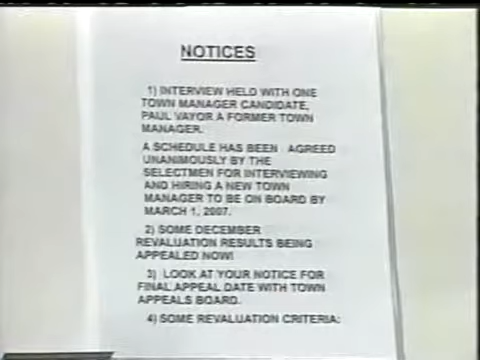 NOTICES
1) INTERVIEW HELD WITH ONE
TOWN MANAGER CANDIDATE,
PAUL VAYOR A FORMER TOWN
MANAGER.
A SCHEDULE HAS BEEN AGREED
UNANIMOUSLY BY THE
SELECTMEN FOR INTERVIEWING
AND HIRING A NEW TOWN
MANAGER TO BE ON BOARD BY
MARCH 1, 2007.
2) SOME DECEMBER
REVALUATION RESULTS BEING
APPEALED NOW!
3) LOOK AT YOUR NOTICE FOR
FINAL APPEAL DATE WITH TOWN
APPEALS BOARD.
4) SOME REVALUATION CRITERIA: